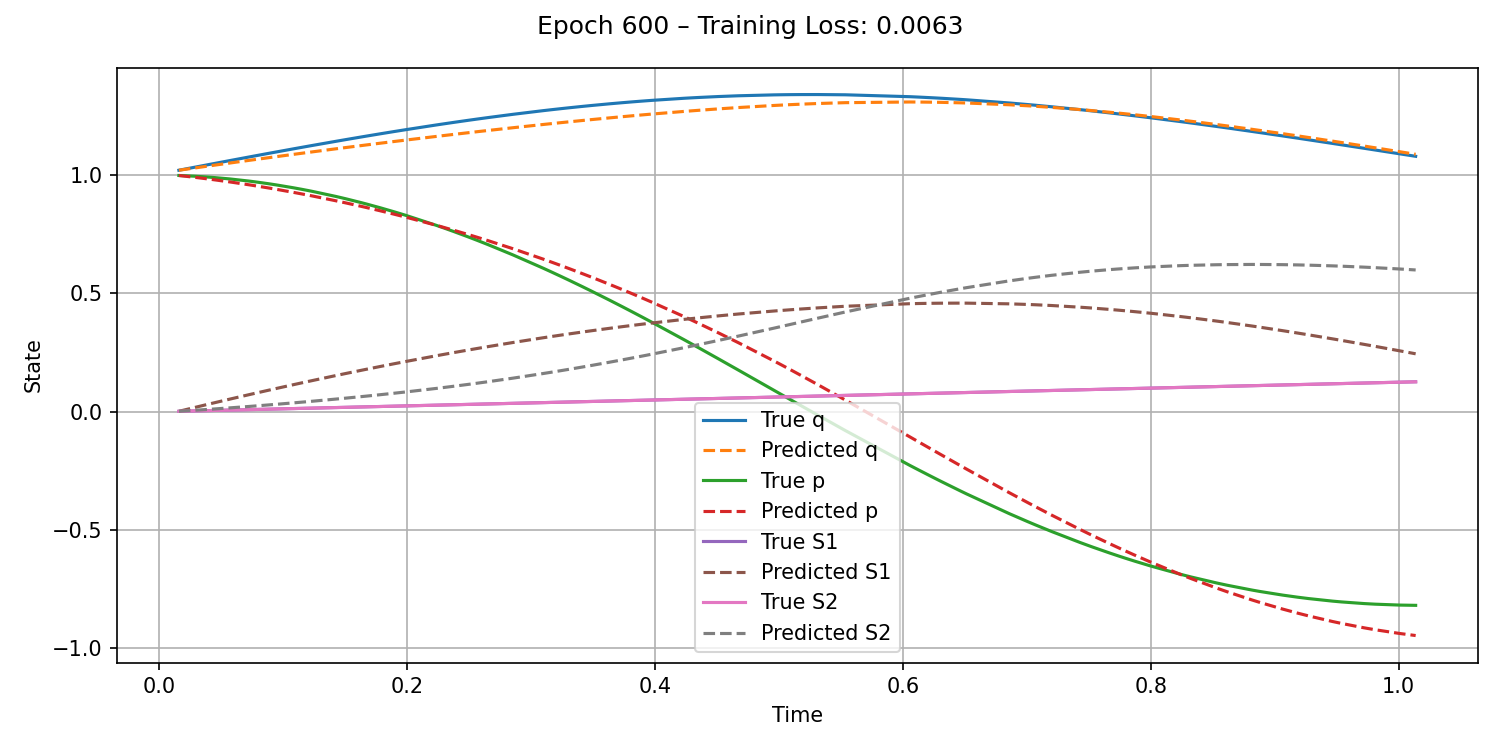 Epoch 600 – Training Loss: 0.0063
State
1.0
0.5
0.0
−0.5
−1.0
True q
Predicted q
True p
Predicted p
True S1
Predicted S1
True S2
Predicted S2
0.0 0.2 0.4 0.6 0.8 1.0
Time